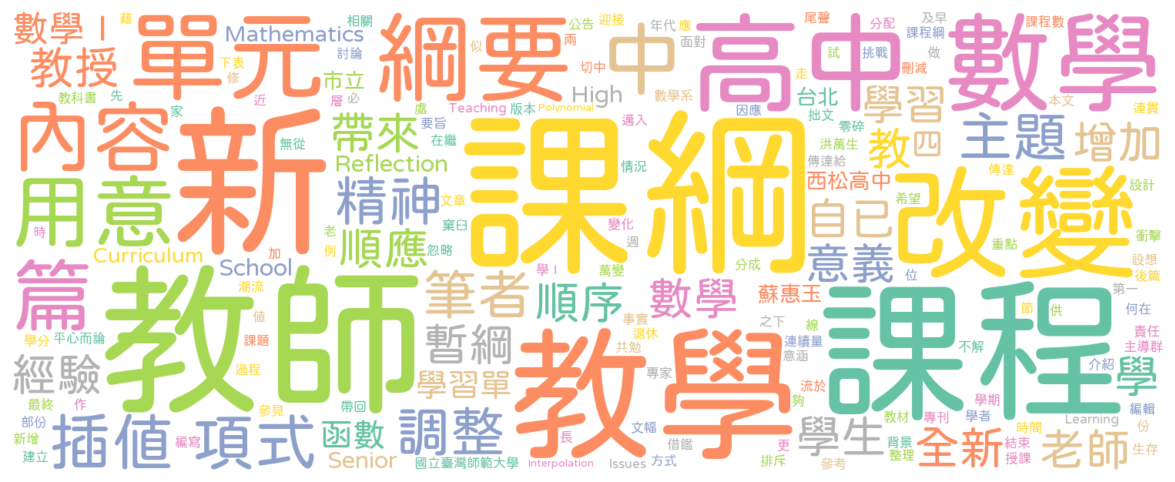 數學 I
單元
綱要
中
高中
數學
Mathematics
教授
內容
新
課綱
改變
用意
教師
教學
課程
篇
帶來
Reflection
精神
順應
Curriculum
School
筆者
順序
數學
暫綱
經驗
學習單
插值
項式
函數
調整
Senior
學生
全新
老師
學習
主題
增加
教
四
自己
意義
西松高中
蘇惠玉
台北
市立
High
Teaching
版本
Polynomial
相關
討論
藉
下表
修
教科書
先
家
近
層
必
無從
處
要旨
在繼
似
公告
兩
切中
迎接
年代
應
面對
數學系
邁入
情況
因應
尾聲
試
挑戰
走
分配
刪減
及早
課程綱
做
課程數
本文
連貫
拙文
零碎
洪萬生
傳達給
傳達
希望
設計
重點
衝擊
設想
後篇
位
第一
節
供
何在
責任
主導群
介紹
學
不解
文章
窠臼
忽略
老
例
變化
週
學 I
萬變
分成
時
加
潮流
值
平心而論
學分
課題
過程
最終
作
部份
新增
編寫
建立
參見
帶回
國立臺灣師範大學
事實
退休
共勉
之下
線
連續量
意涵
專家
流於
夠
文幅
借鑑
更
長
方式
排斥
Interpolation
Issues
參考
教材
專刊
背景
整理
學期
學者
結束
授課
時間
Learning
編輯
份
生存